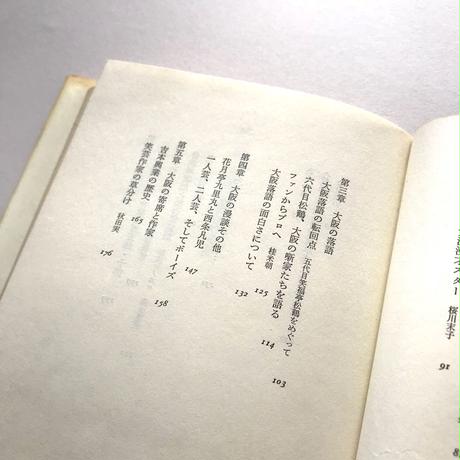 女漫才スター 桜川末子 91
第三章 大阪の落語
大阪落語の転回点 五代目笑福亭松鶴をめぐって 103
六代目松鶴、大阪の噺家たちを語る 114
ファンからプロへ 桂米朝 125
大阪落語の面白さについて 132
第四章 大阪の漫談その他
花月亭九里丸と西条凡児 147
一人芸、二人芸、そしてボーイズ 158
第五章 大阪の寄席と作家
吉本興業の歴史 165
笑芸作家の草分け 秋田実 176